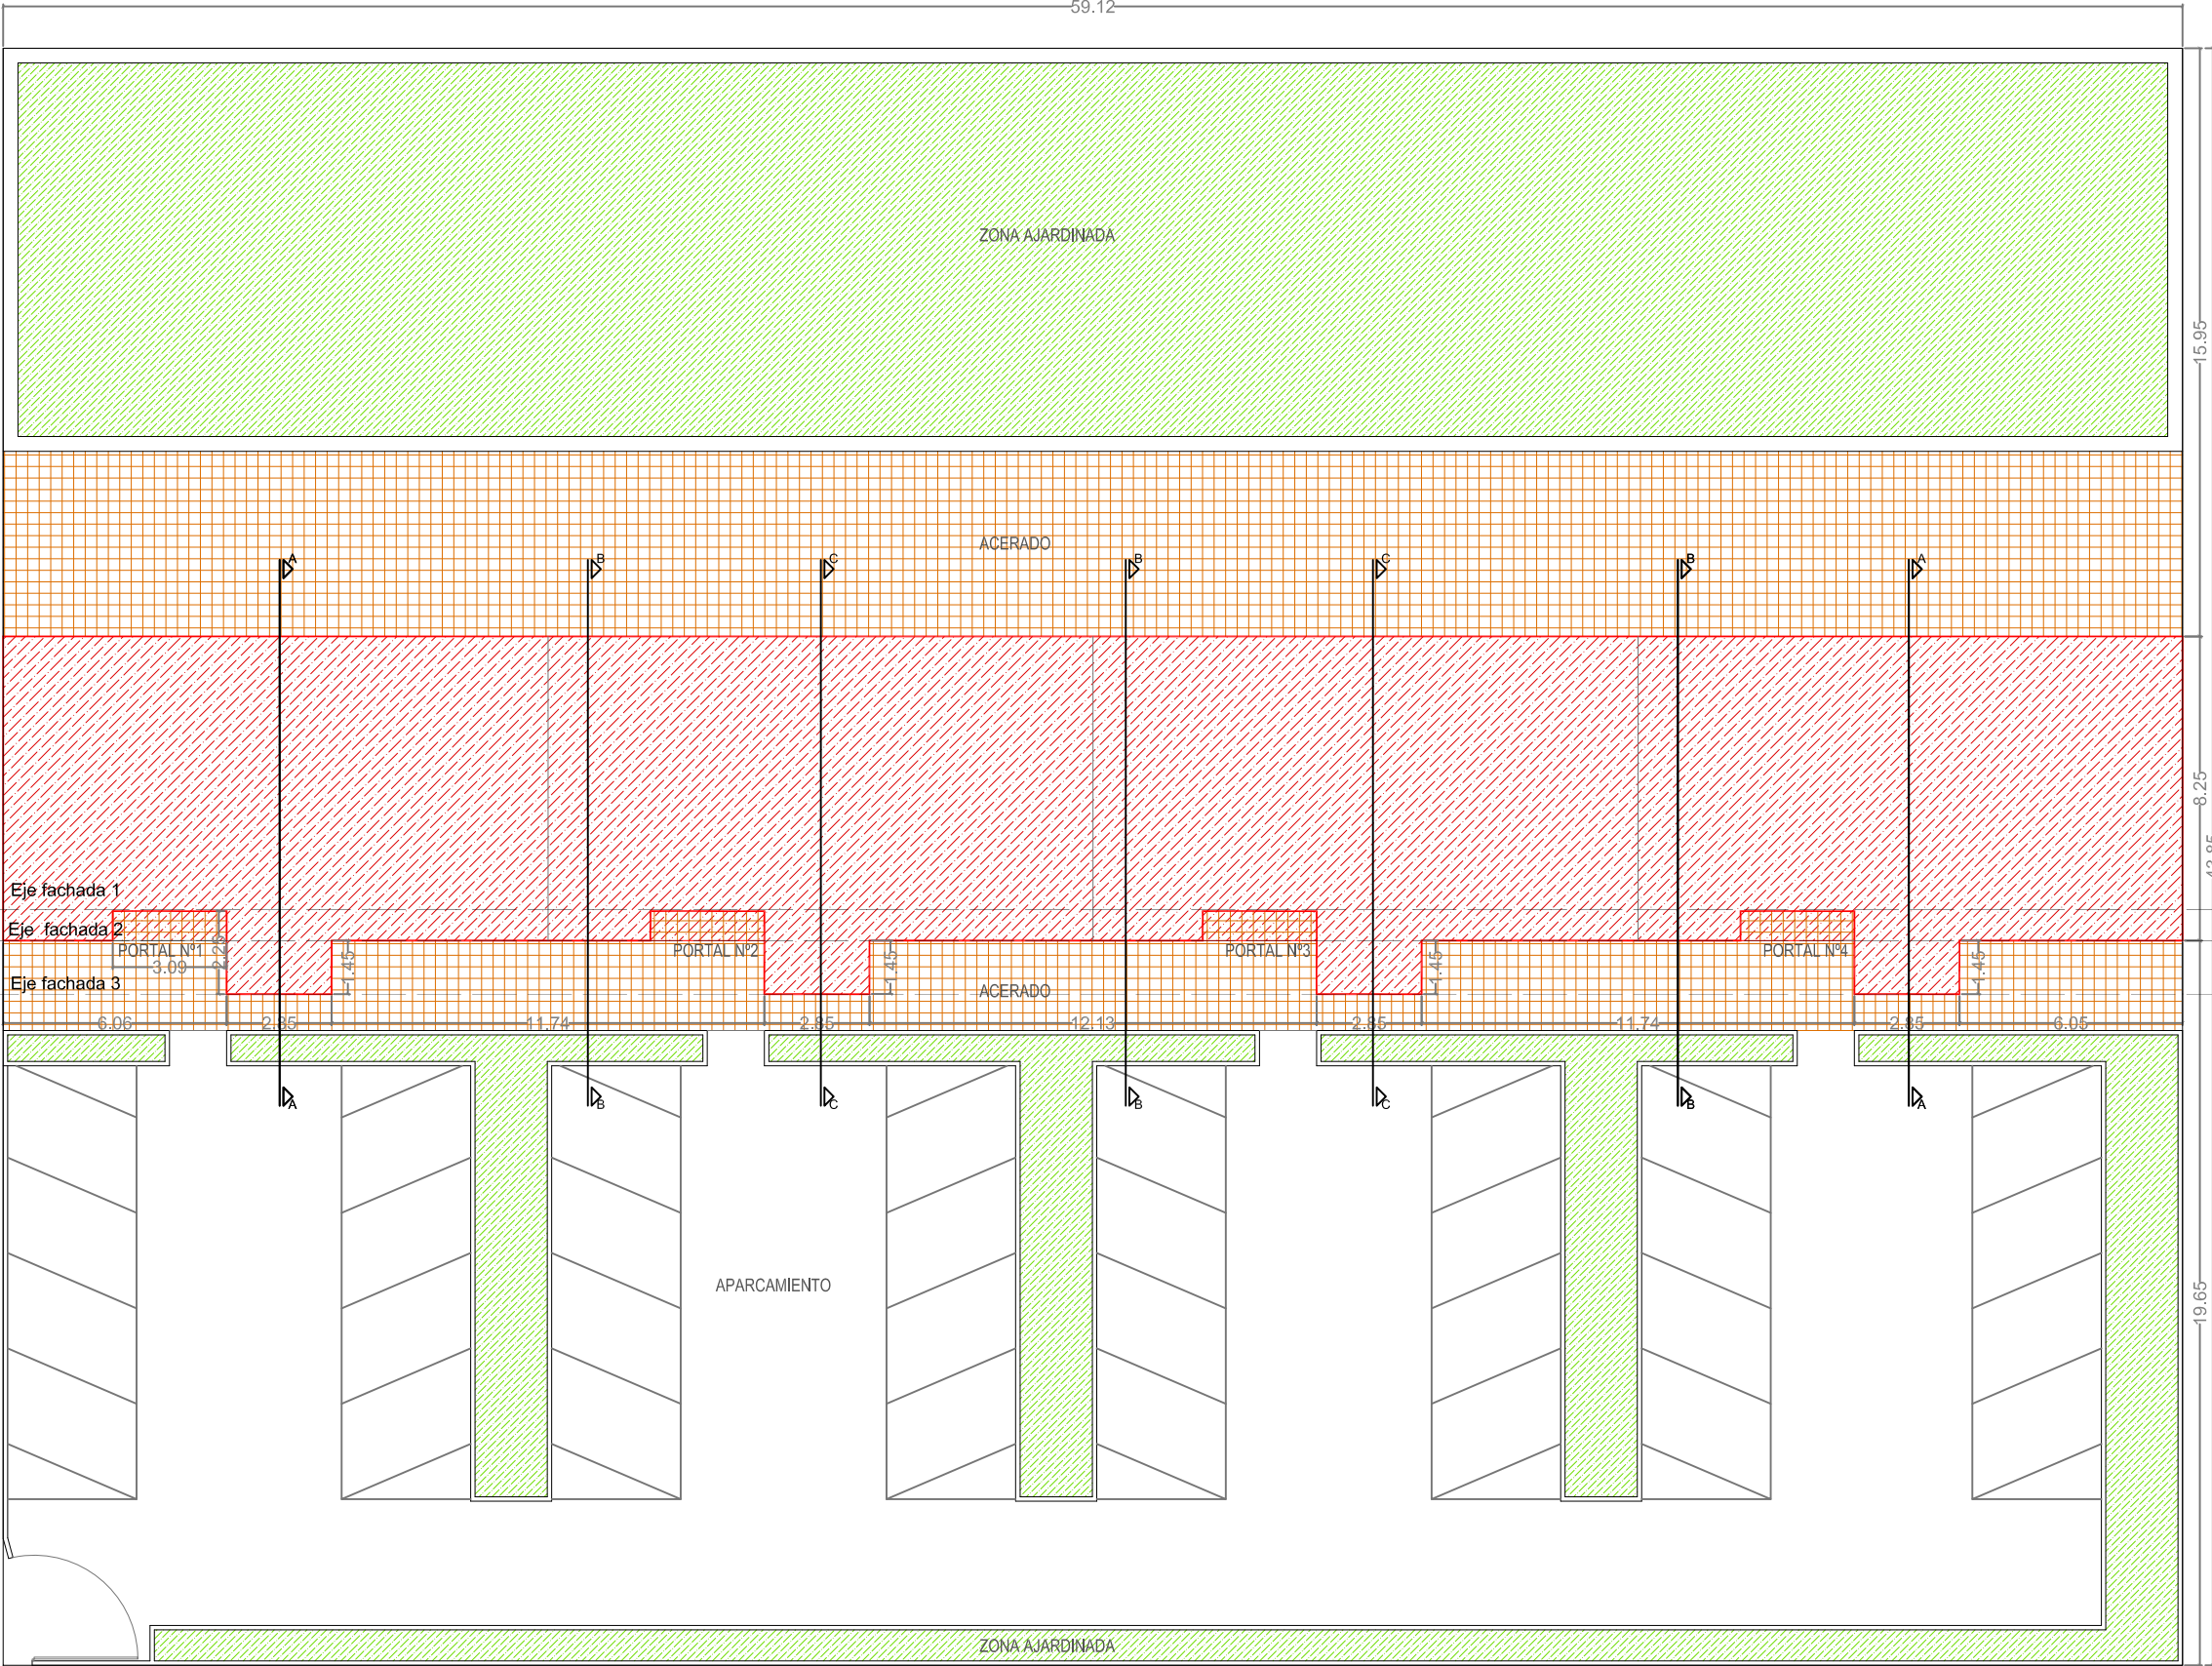 59.12
ZONA AJARDINADA
15.95
ACERADO
A B C B C B A
8.25
43.85
Eje fachada 1
Eje fachada 2
PORTAL Nº1 PORTAL Nº2 PORTAL Nº3 PORTAL Nº4
2.25
3.09
1.45 1.45 1.45 1.45
Eje fachada 3
ACERADO
6.06 2.85 11.74 2.85 12.13 2.85 11.74 2.85 6.05
A B C B C B A
APARCAMIENTO
19.65
ZONA AJARDINADA